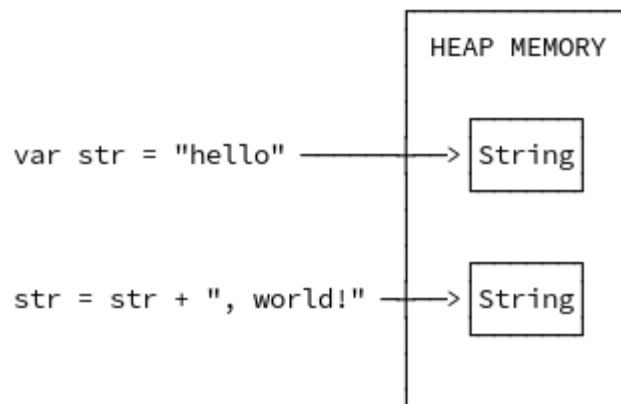 HEAP MEMORY
var str = "hello" ———> String
str = str + ", world!" ——> String